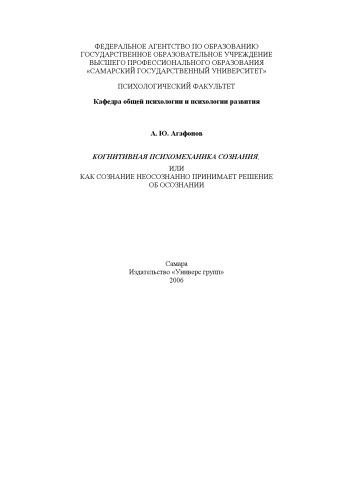 ФЕДЕРАЛЬНОЕ АГЕНТСТВО ПО ОБРАЗОВАНИЮ
ГОСУДАРСТВЕННОЕ ОБРАЗОВАТЕЛЬНОЕ УЧРЕЖДЕНИЕ
ВЫСШЕГО ПРОФЕССИОНАЛЬНОГО ОБРАЗОВАНИЯ
«САМАРСКИЙ ГОСУДАРСТВЕННЫЙ УНИВЕРСИТЕТ»
ПСИХОЛОГИЧЕСКИЙ ФАКУЛЬТЕТ
Кафедра общей психологии и психологии развития
А. Ю. Агафонов
КОГНИТИВНАЯ ПСИХОМЕХАНИКА СОЗНАНИЯ,
ИЛИ
КАК СОЗНАНИЕ НЕОСОЗНАННО ПРИНИМАЕТ РЕШЕНИЕ
ОБ ОСОЗНАНИИ
Самара
Издательство «Универс групп»
2006